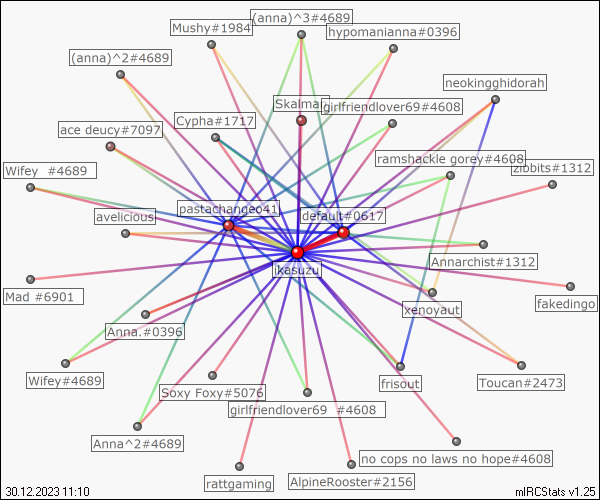 (anna)^3#4689
Mushy#1984
hypomanianna#0396
(anna)^2#4689
neokingghidorah
Skalmar
girlfriendlover69#4608
Cypha#1717
ace deucy#7097
ramshackle gorey#4608
zibbits#1312
Wifey #4689
pastachangeo41
avelicious
default#0617
Annarchist#1312
ikasuzu
Mad #6901
fakedingo
xenoyaut
Anna.#0396
Wifey#4689
frisout
Toucan#2473
Soxy Foxy#5076
girlfriendlover69 #4608
Anna^2#4689
no cops no laws no hope#4608
rattgaming
AlpineRooster#2156
30.12.2023 11:10
mIRCStats v1.25